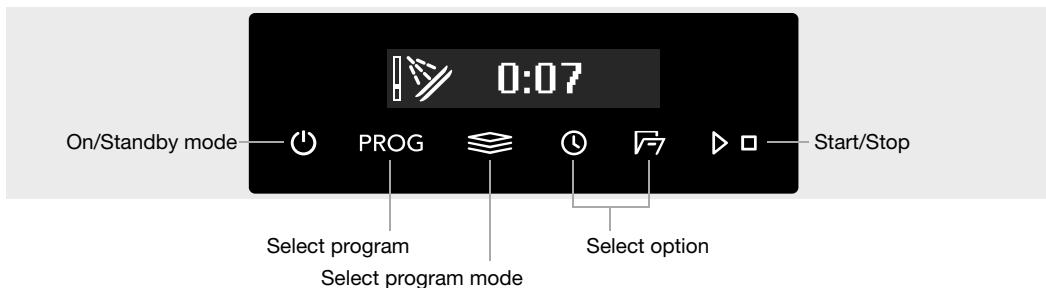 0:07
On/Standby mode
PROG
Start/Stop
Select program
Select option
Select program mode